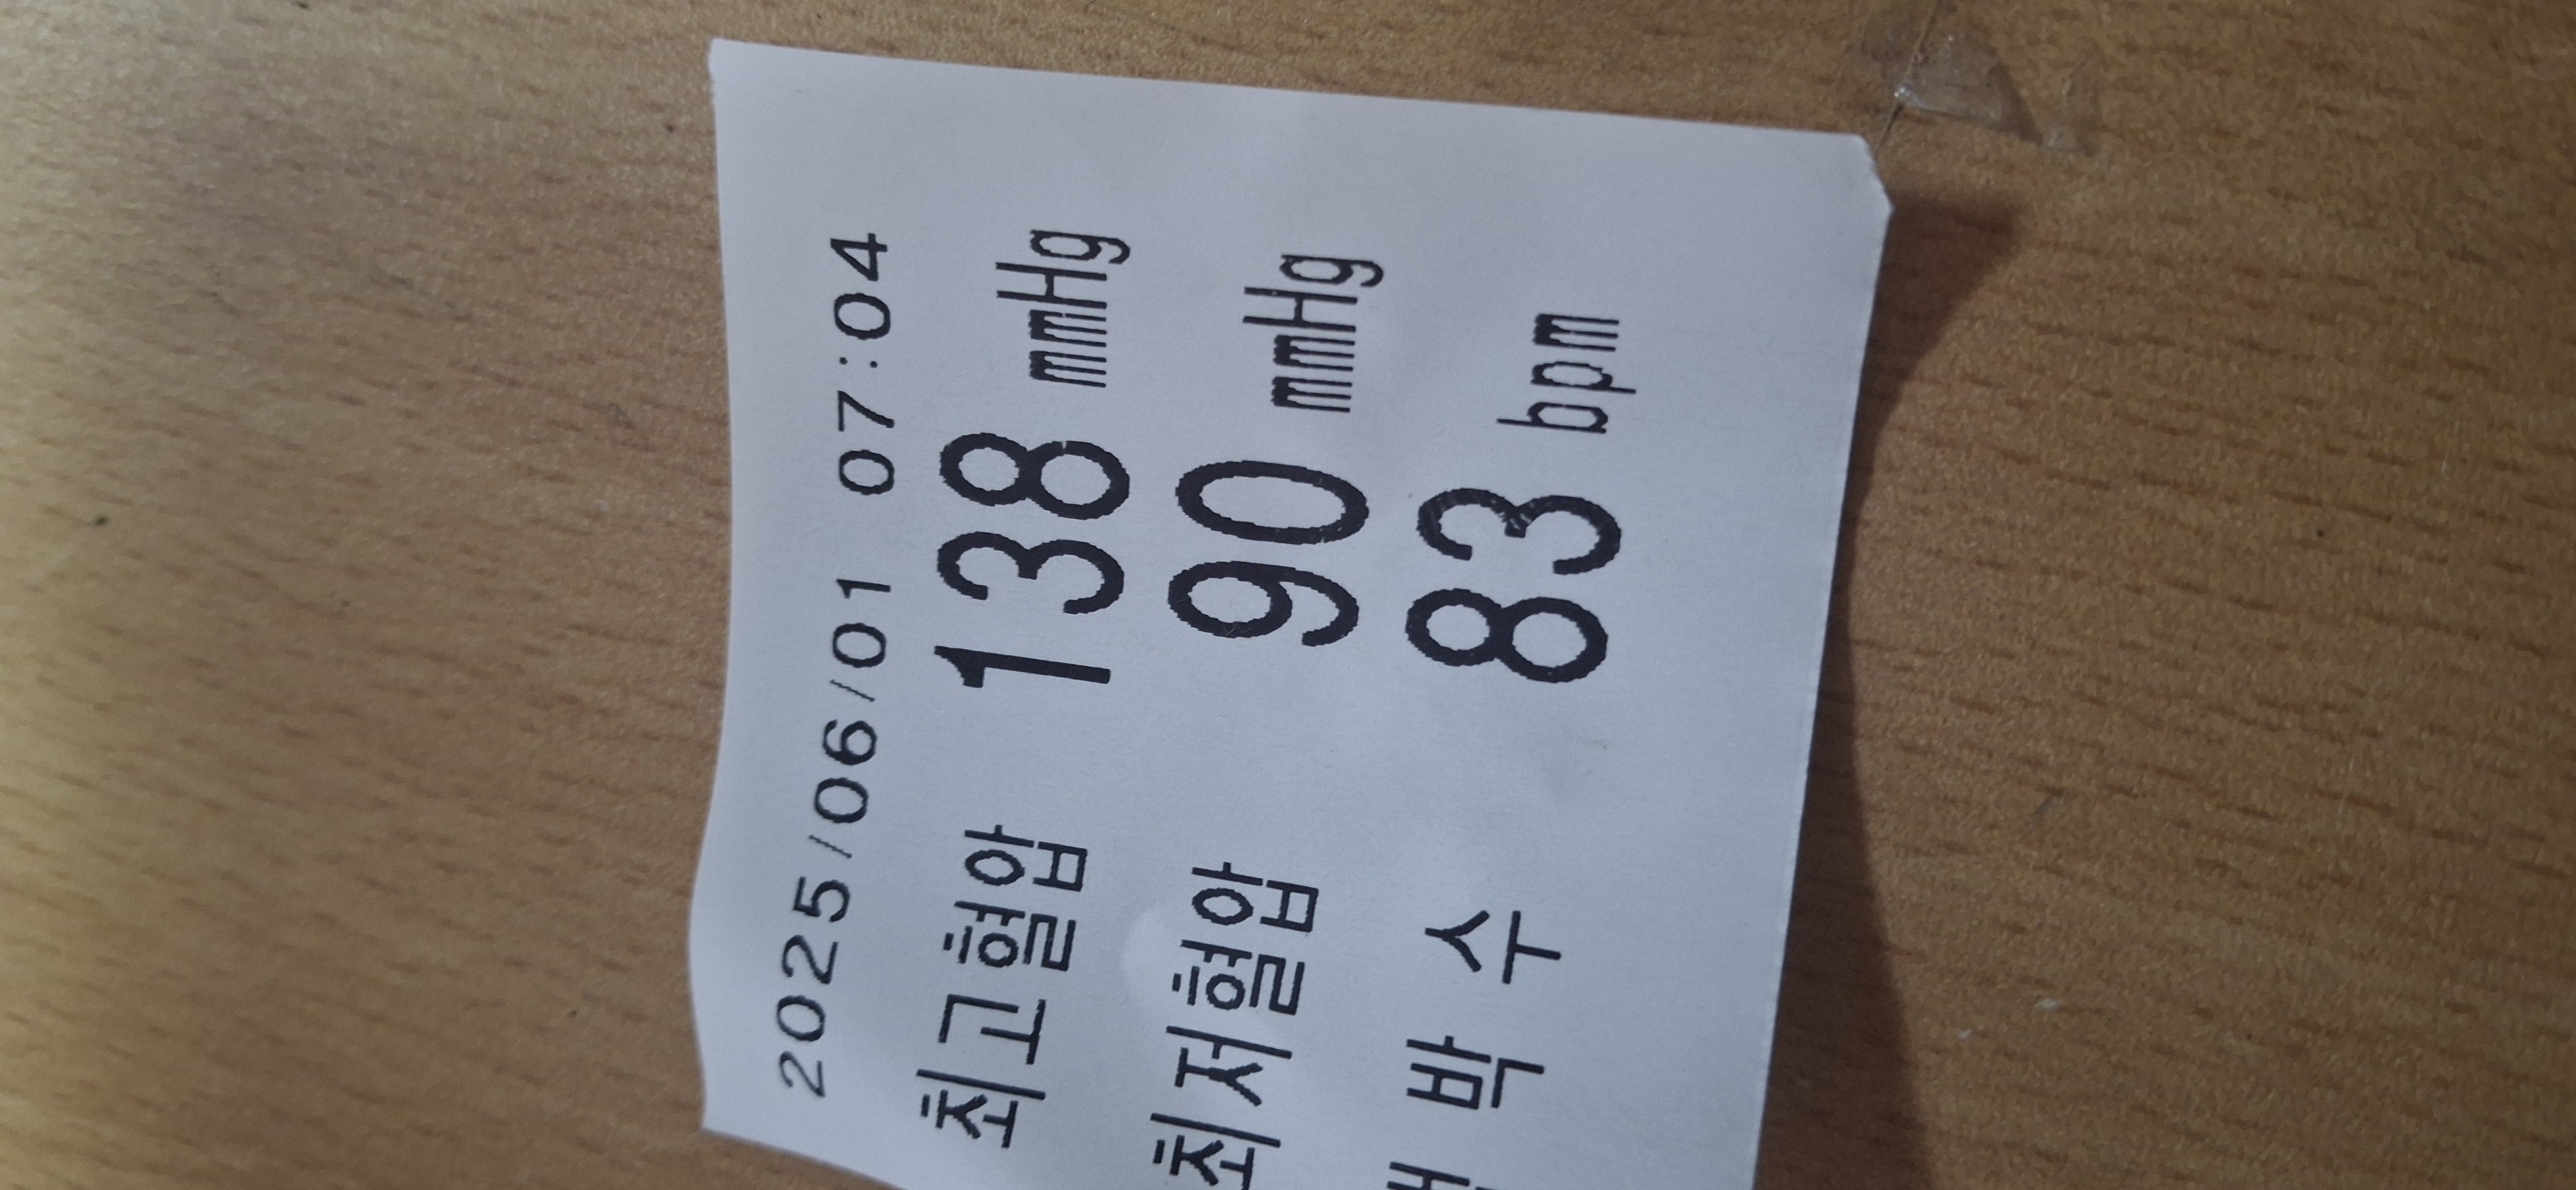 2025/06/01 07:04
최고혈압 138 mmHg
최저혈압 90 mmHg
박 수 83 bpm